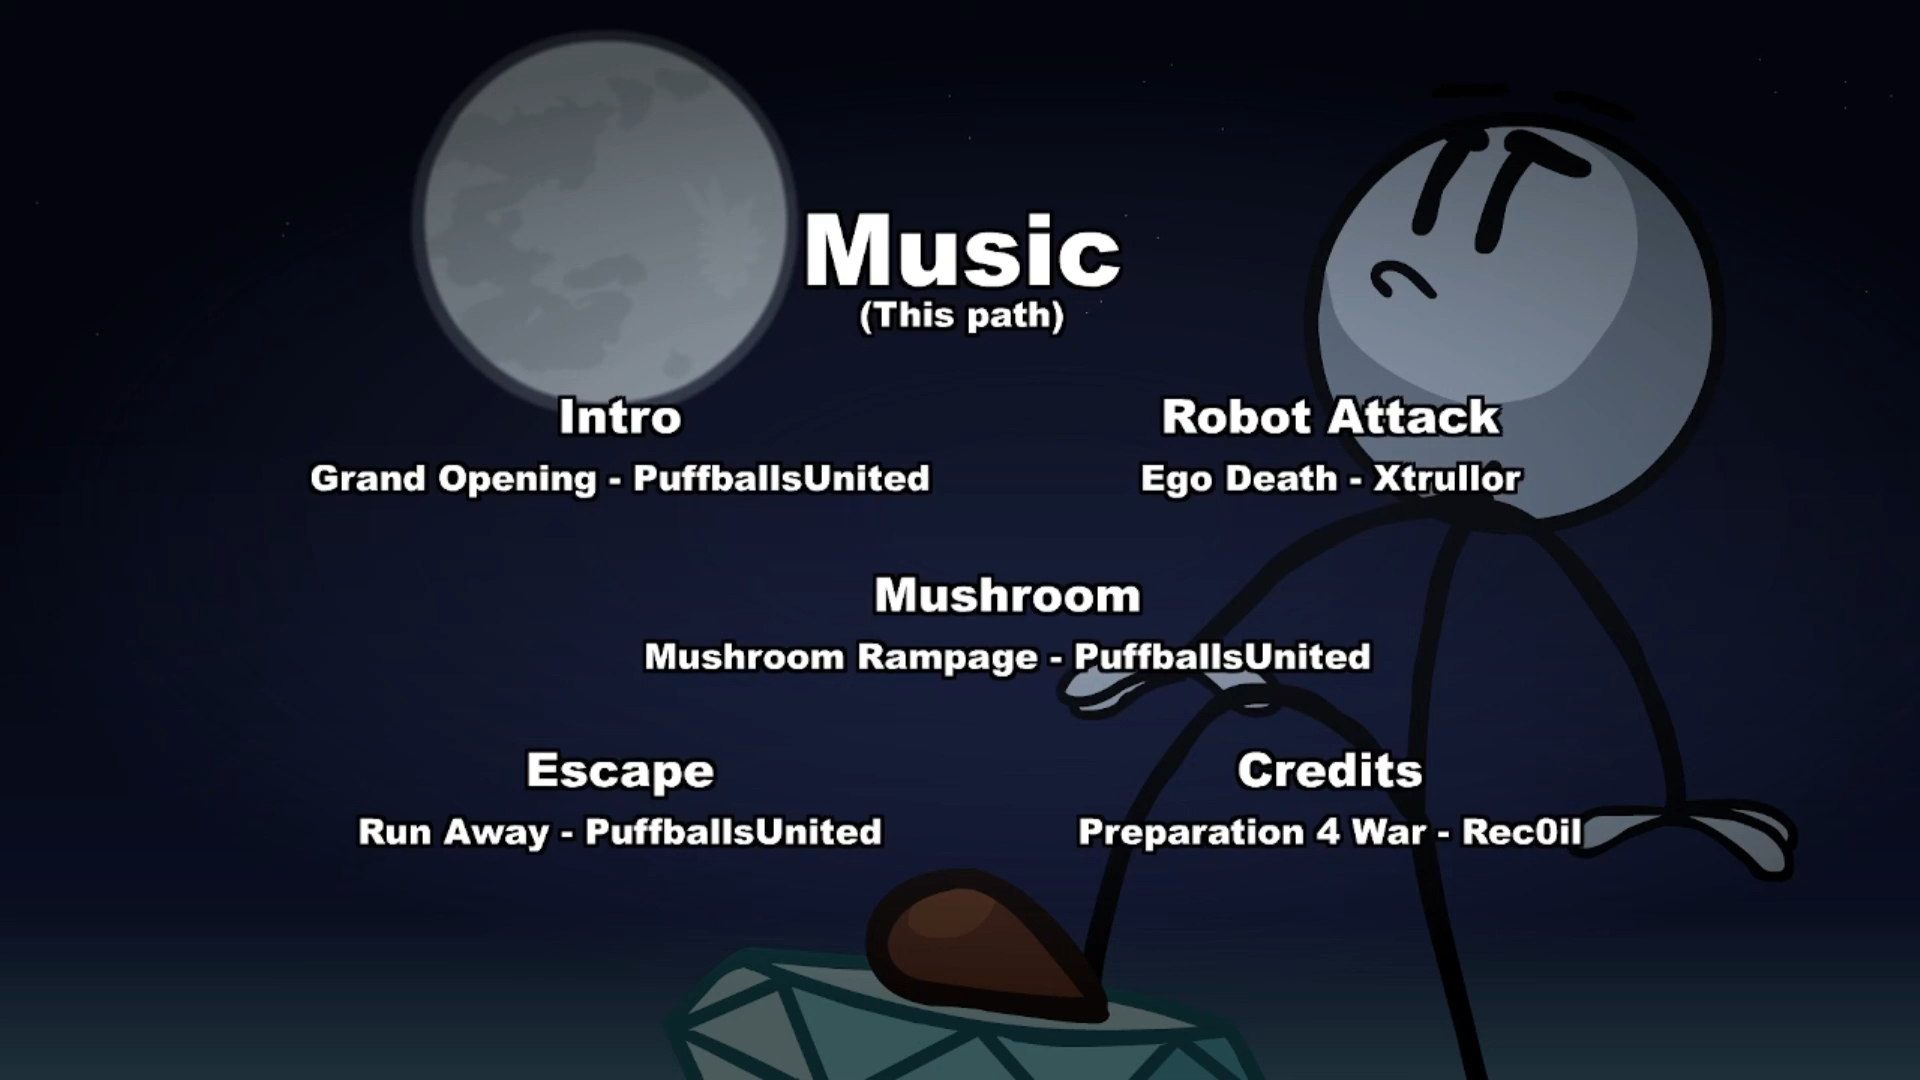 Music
(This path)
Intro
Grand Opening - PuffballsUnited
Robot Attack
Ego Death - Xtrullor
Mushroom
Mushroom Rampage - PuffballsUnited
Escape
Run Away - PuffballsUnited
Credits
Preparation 4 War - Rec0il